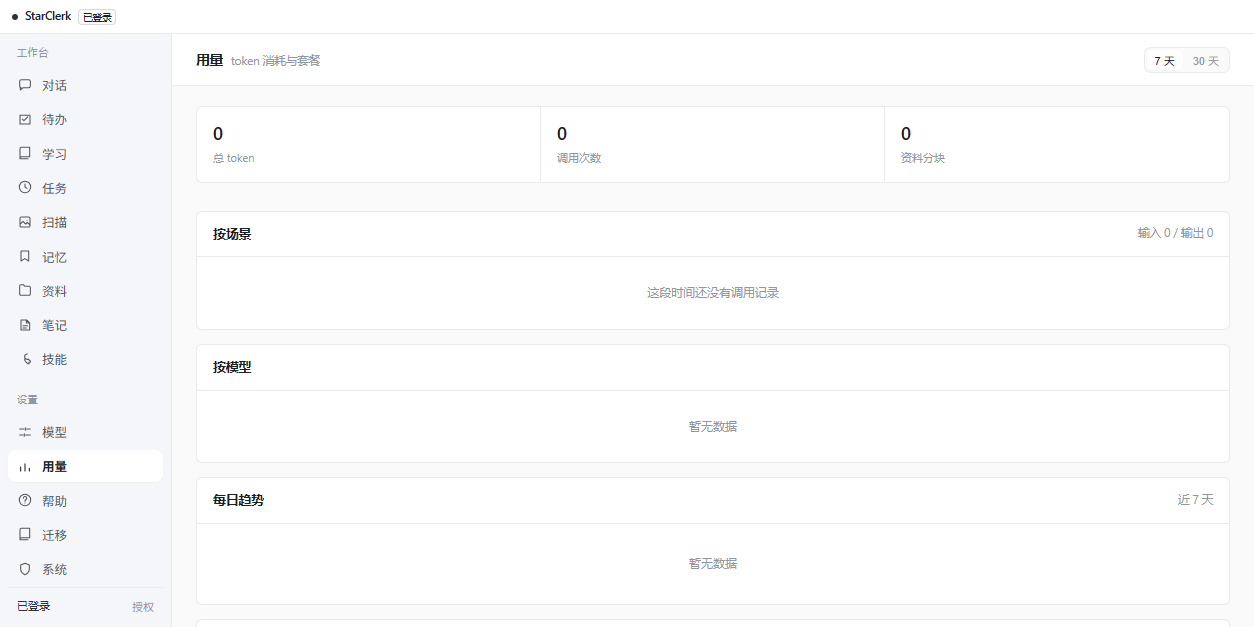 StarClerk 已登录
工作台
对话
待办
学习
任务
扫描
记忆
资料
笔记
技能
设置
模型
用量
帮助
迁移
系统
已登录 授权
用量 token 消耗与套餐 7 天 30 天
0 0 0
总 token 调用次数 资料分块
按场景 输入 0 / 输出 0
这段时间还没有调用记录
按模型
暂无数据
每日趋势 近 7 天
暂无数据